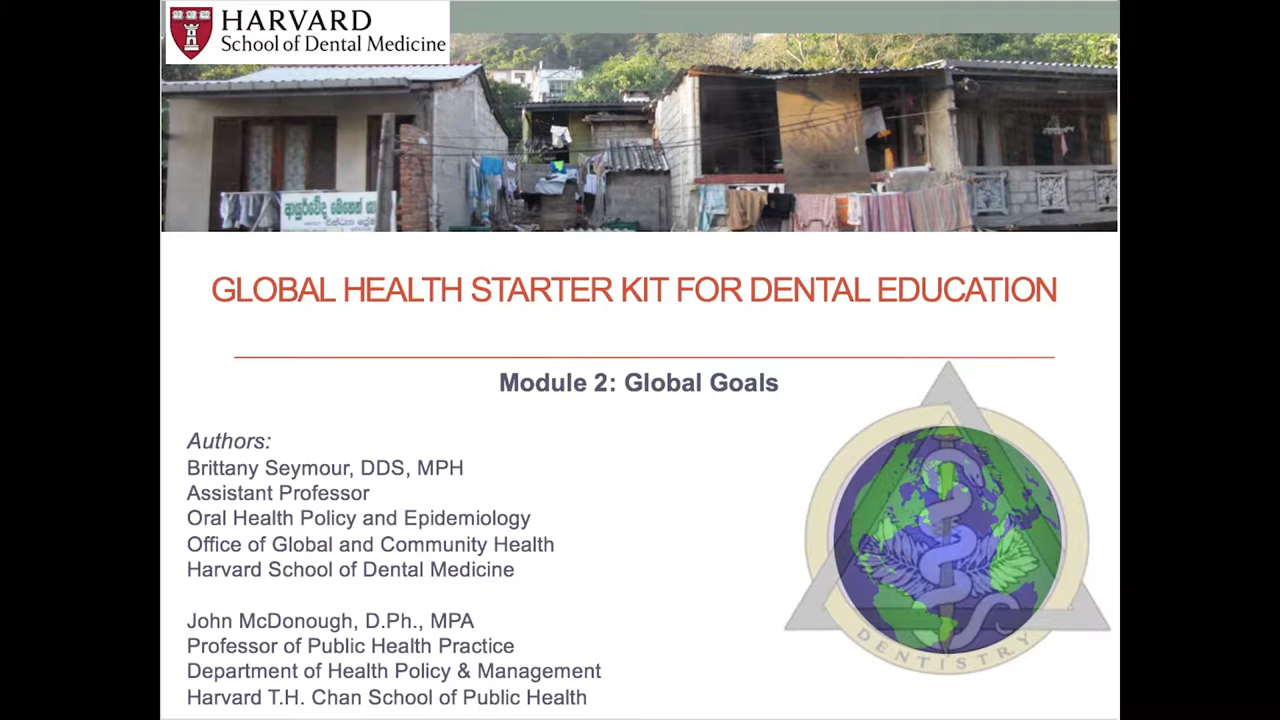 HARVARD
School of Dental Medicine
ආයුර්වේද මෙහෙන් ශා
GLOBAL HEALTH STARTER KIT FOR DENTAL EDUCATION
Module 2: Global Goals
Authors:
Brittany Seymour, DDS, MPH
Assistant Professor
Oral Health Policy and Epidemiology
Office of Global and Community Health
Harvard School of Dental Medicine
John McDonough, D.Ph., MPA
Professor of Public Health Practice
Department of Health Policy & Management
Harvard T.H. Chan School of Public Health
DENTISTRY